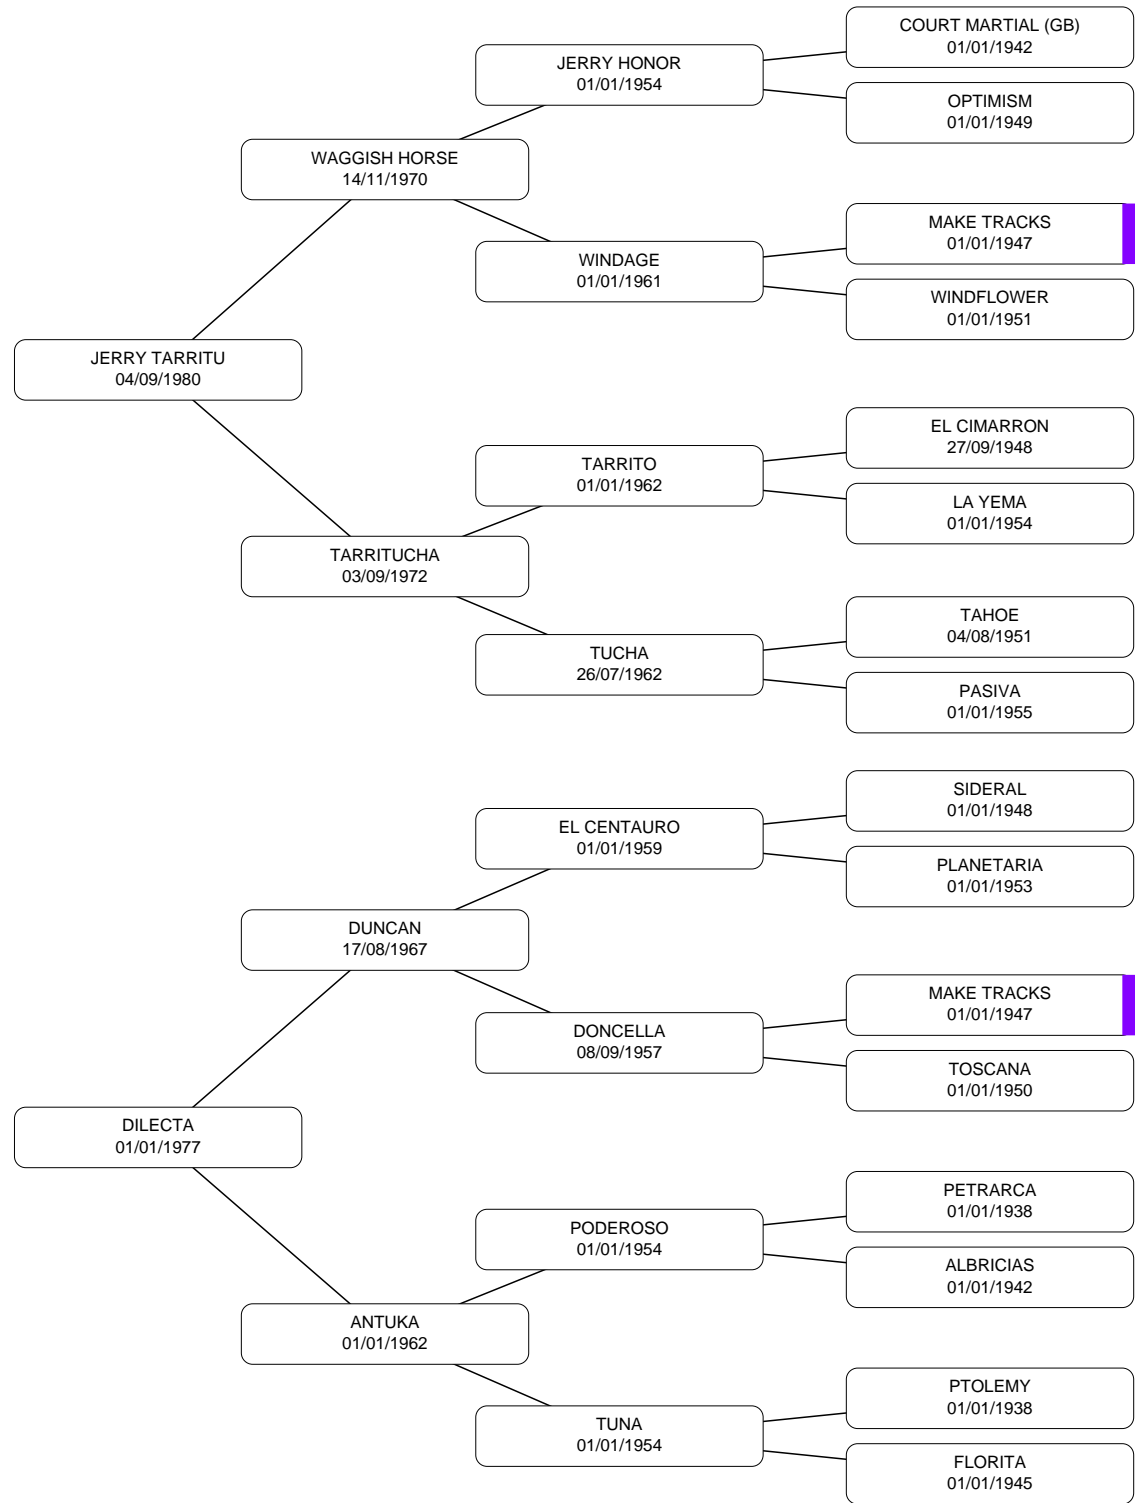 COURT MARTIAL (GB)
01/01/1942
JERRY HONOR
01/01/1954
OPTIMISM
01/01/1949
WAGGISH HORSE
14/11/1970
MAKE TRACKS
01/01/1947
WINDAGE
01/01/1961
WINDFLOWER
01/01/1951
JERRY TARRITU
04/09/1980
EL CIMARRON
27/09/1948
TARRITO
01/01/1962
LA YEMA
01/01/1954
TARRITUCHA
03/09/1972
TAHOE
04/08/1951
TUCHA
26/07/1962
PASIVA
01/01/1955
SIDERAL
01/01/1948
EL CENTAURO
01/01/1959
PLANETARIA
01/01/1953
DUNCAN
17/08/1967
MAKE TRACKS
01/01/1947
DONCELLA
08/09/1957
TOSCANA
01/01/1950
DILECTA
01/01/1977
PETRARCA
01/01/1938
PODEROSO
01/01/1954
ALBRICIAS
01/01/1942
ANTUKA
01/01/1962
PTOLEMY
01/01/1938
TUNA
01/01/1954
FLORITA
01/01/1945